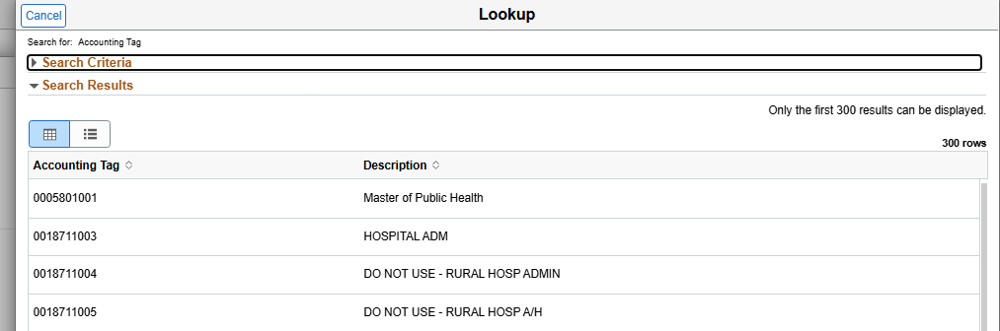 Cancel
Lookup
Search for: Accounting Tag
Search Criteria
Search Results
Only the first 300 results can be displayed.
300 rows
Accounting Tag Description
0005801001 Master of Public Health
0018711003 HOSPITAL ADM
0018711004 DO NOT USE - RURAL HOSP ADMIN
0018711005 DO NOT USE - RURAL HOSP A/H